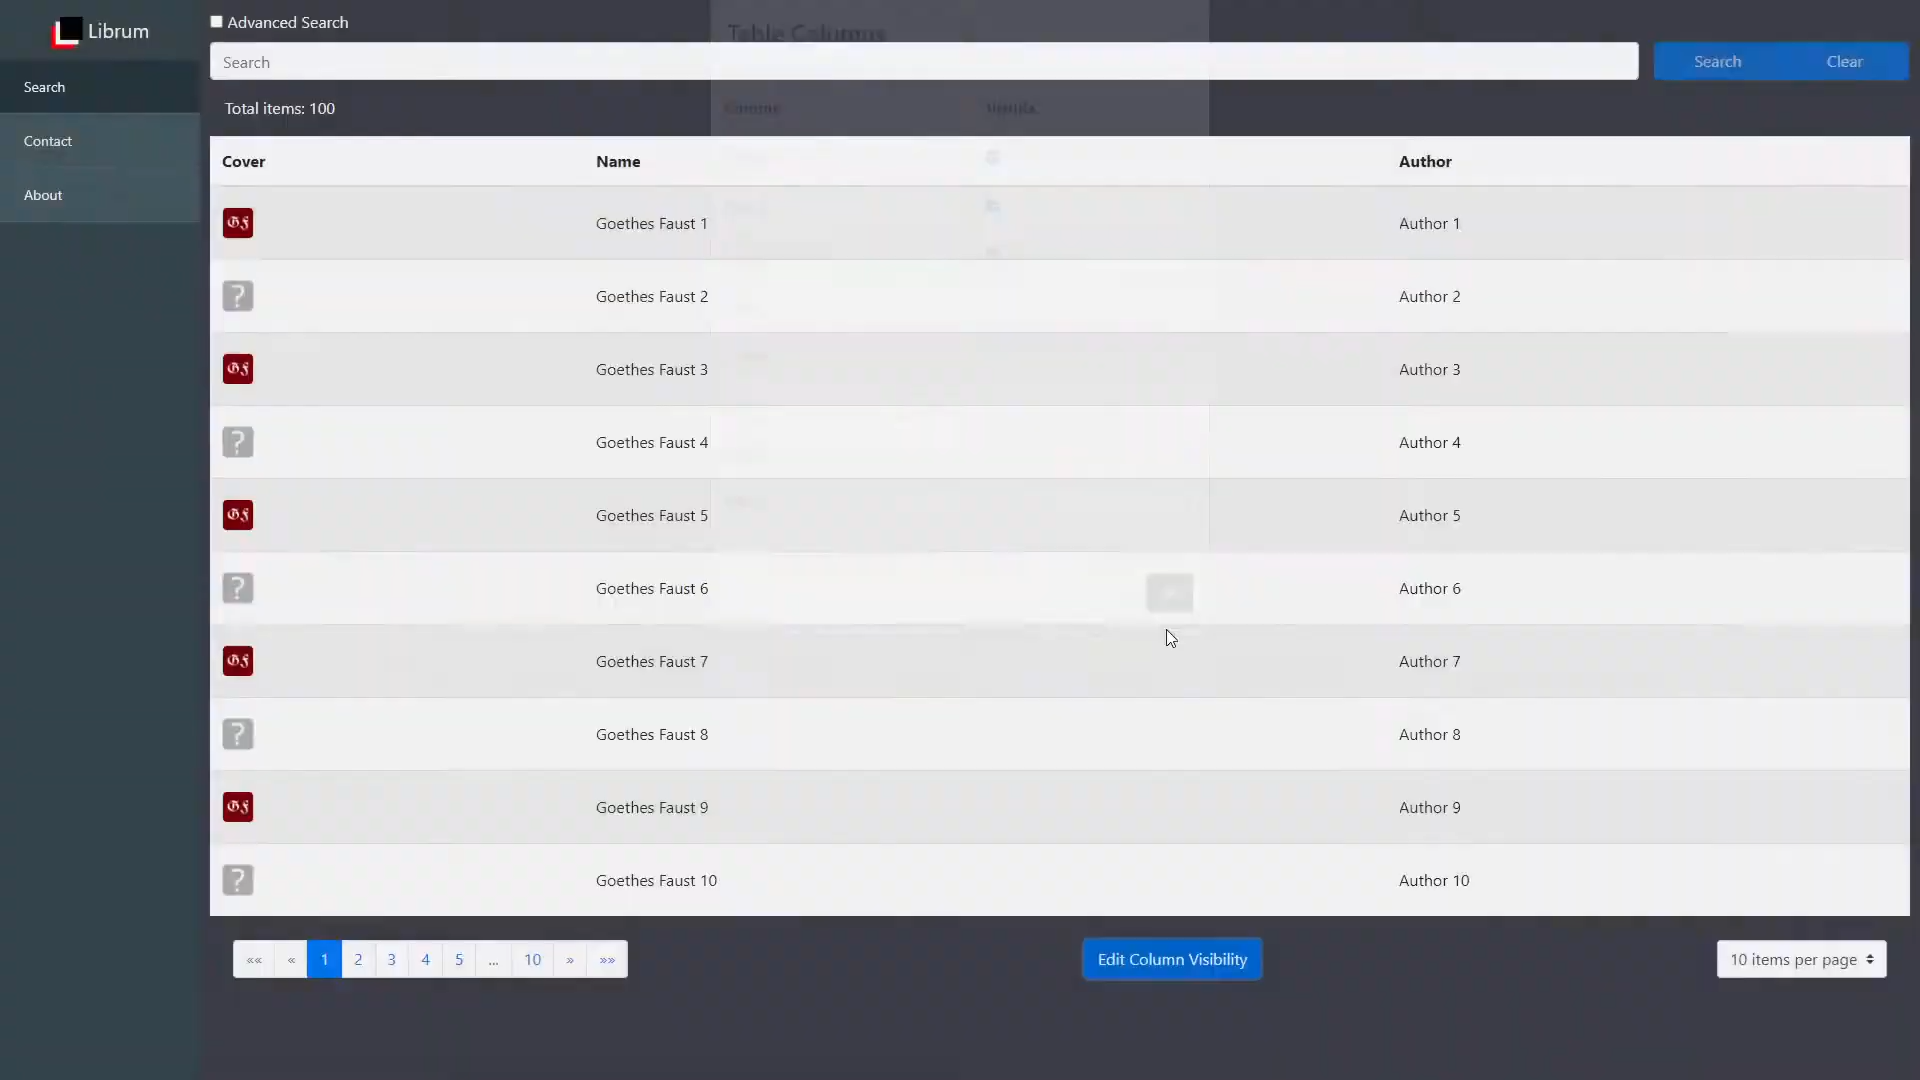 Librum
Search
Contact
About
Advanced Search
Table Columns
Search
Search Clear
Total items: 100
Cover Name Author
Goethes Faust 1 Author 1
? Goethes Faust 2 Author 2
Goethes Faust 3 Author 3
? Goethes Faust 4 Author 4
Goethes Faust 5 Author 5
? Goethes Faust 6 Author 6
Goethes Faust 7 Author 7
? Goethes Faust 8 Author 8
Goethes Faust 9 Author 9
? Goethes Faust 10 Author 10
«« « 1 2 3 4 5 ... 10 » »»
Edit Column Visibility
10 items per page